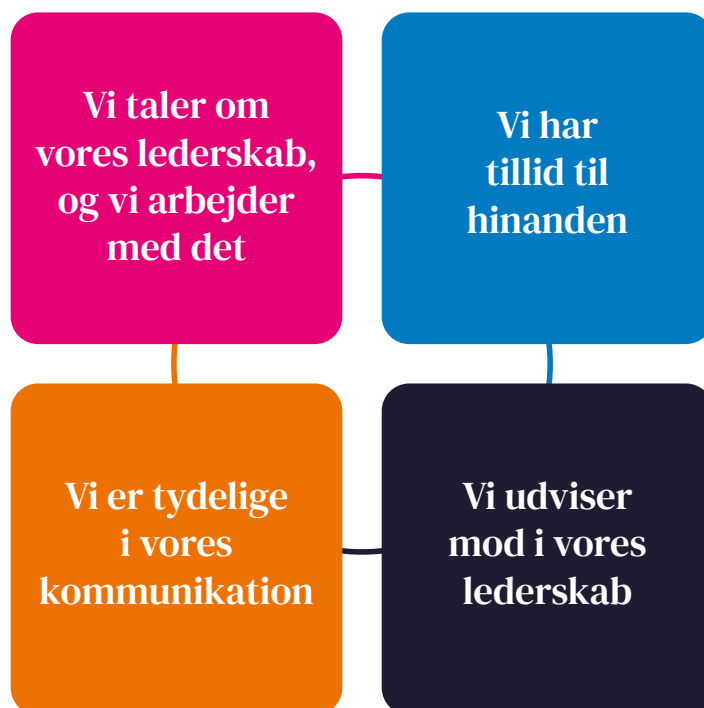 Vi taler om
vores lederskab,
og vi arbejder
med det
Vi har
tillid til
hinanden
Vi er tydelige
i vores
kommunikation
Vi udviser
mod i vores
lederskab